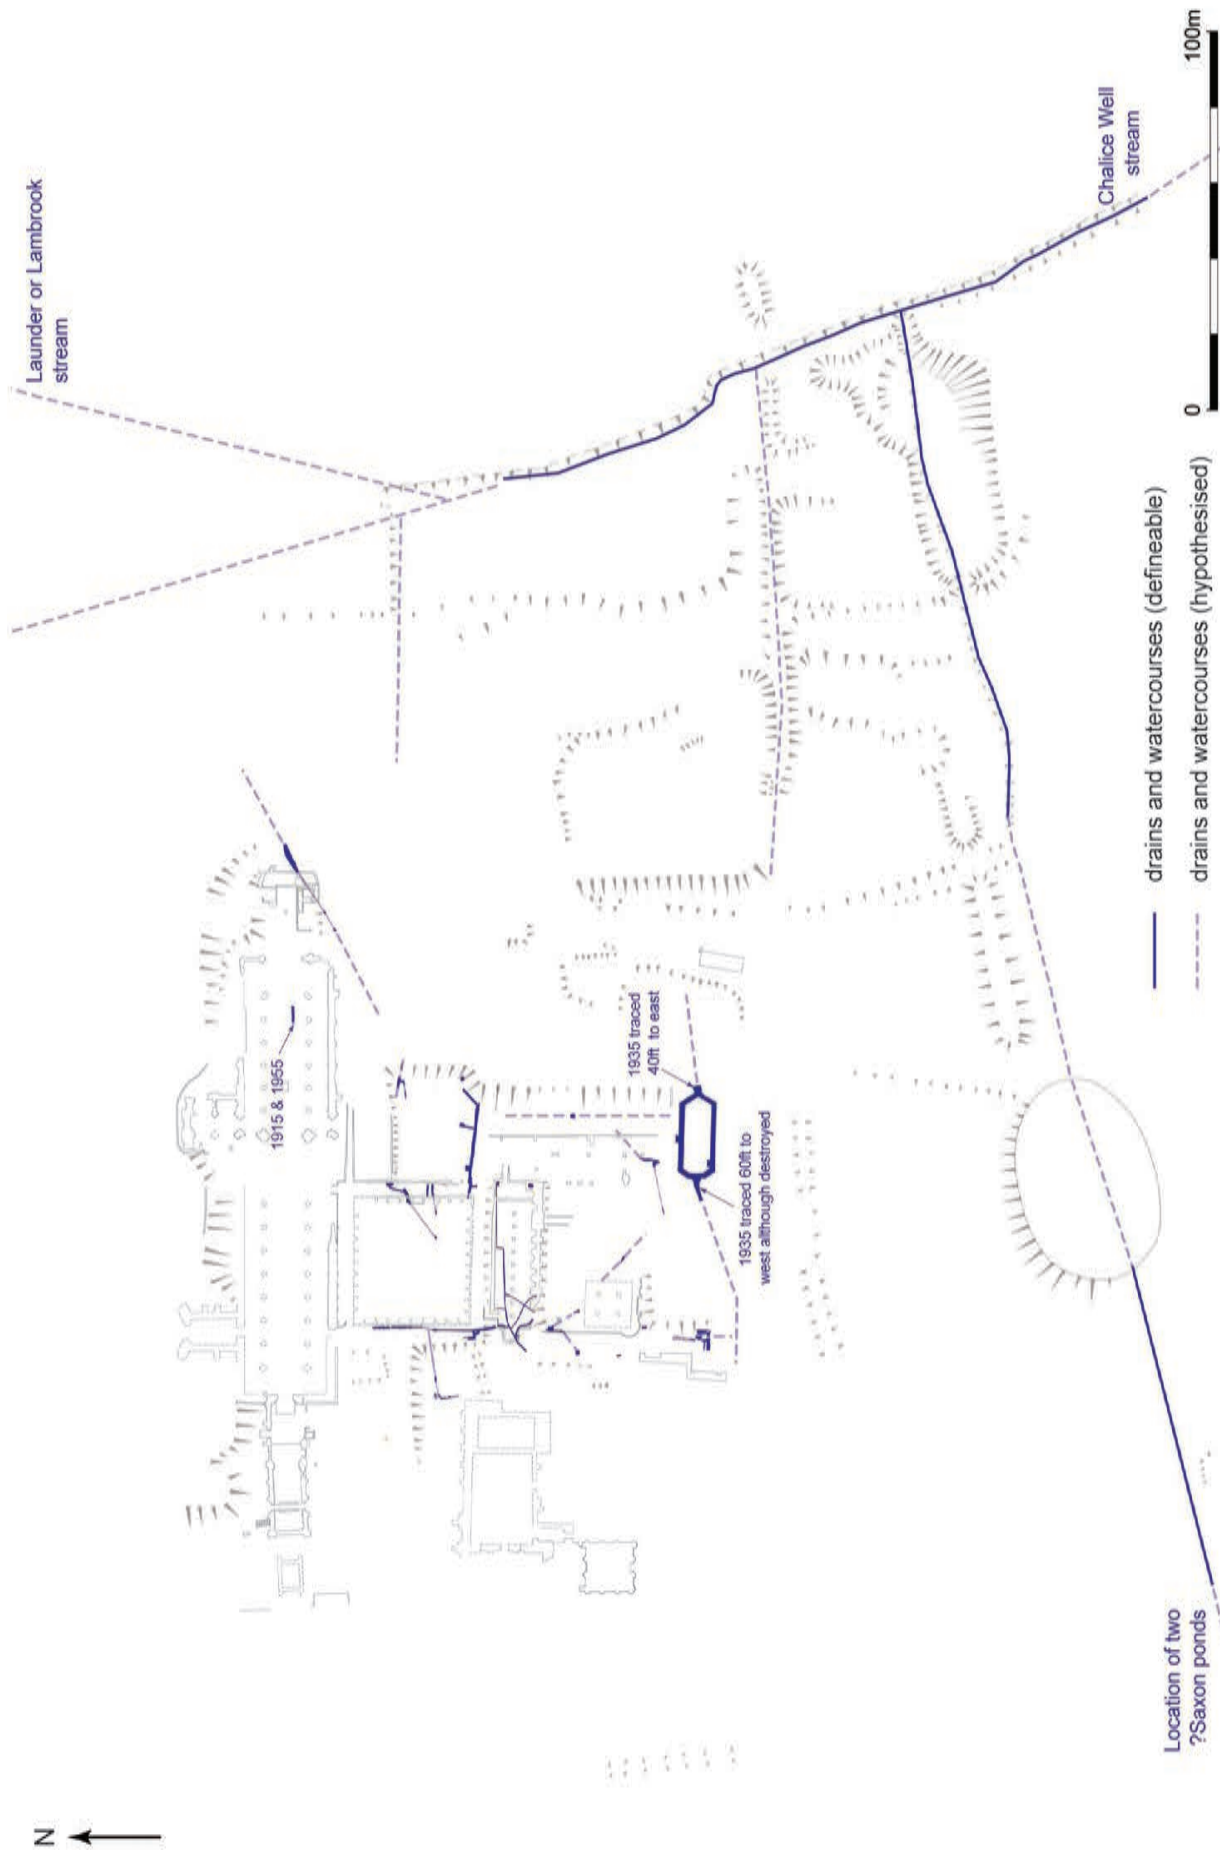 N
Launder or Lambrook
stream
1915 & 1955
1935 traced
40ft to east
1935 traced 60ft to
west although destroyed
Chalice Well
stream
Location of two
?Saxon ponds
drains and watercourses (defineable)
drains and watercourses (hypothesised)
0
100m